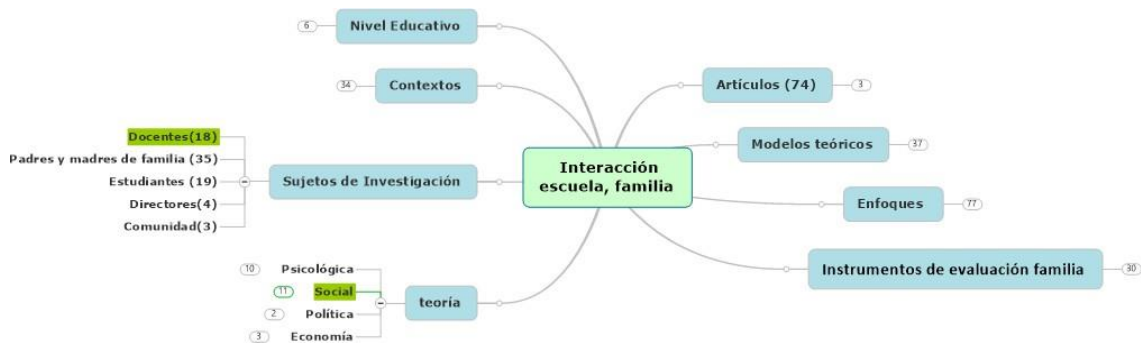 Interacción
escuela, familia
Nivel Educativo
6
Contextos
34
Sujetos de Investigación
Docentes(18)
Padres y madres de familia (35)
Estudiantes (19)
Directores(4)
Comunidad(3)
teoría
10 Psicológica
11 Social
2 Política
3 Economía
Artículos (74)
3
Modelos teóricos
37
Enfoques
77
Instrumentos de evaluación familia
30